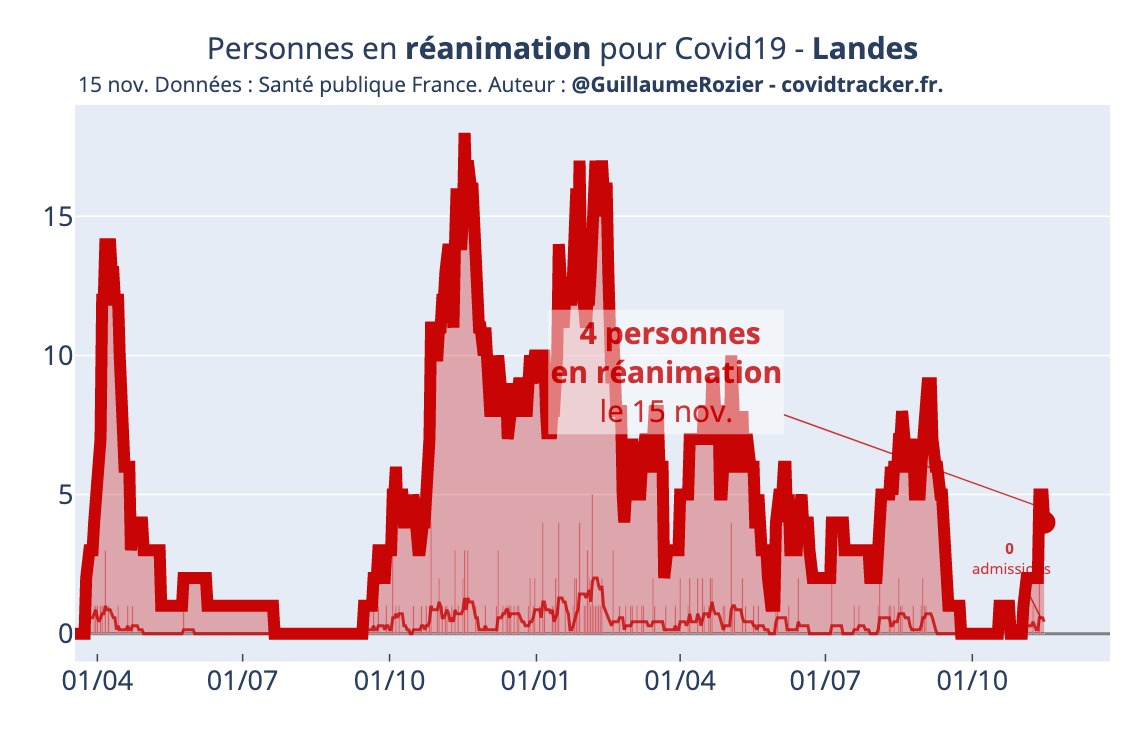 Personnes en réanimation pour Covid19 - Landes
15 nov. Données : Santé publique France. Auteur : @GuillaumeRozier - covidtracker.fr.
15
10
5
0
4 personnes
en réanimation
le 15 nov.
0
admissions
01/04
01/07
01/10
01/01
01/04
01/07
01/10